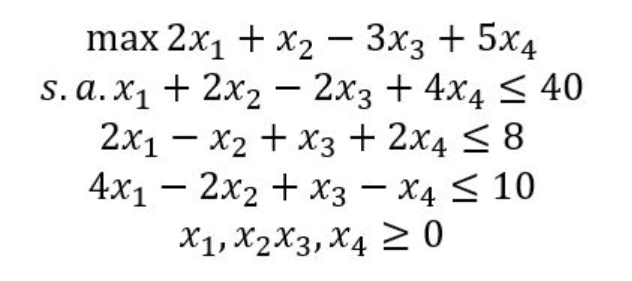 max 2x₁ + x₂ − 3x₃ + 5x₄
s. a. x₁ + 2x₂ − 2x₃ + 4x₄ ≤ 40
2x₁ − x₂ + x₃ + 2x₄ ≤ 8
4x₁ − 2x₂ + x₃ − x₄ ≤ 10
x₁, x₂x₃, x₄ ≥ 0